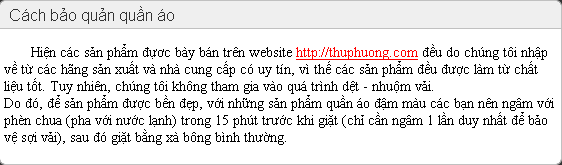 Cách bảo quản quần áo
Hiện các sản phẩm được bày bán trên website http://thuphuong.com đều do chúng tôi nhập
về từ các hãng sản xuất và nhà cung cấp có uy tín, vì thế các sản phẩm đều được làm từ chất
liệu tốt. Tuy nhiên, chúng tôi không tham gia vào quá trình dệt - nhuộm vải.
Do đó, để sản phẩm được bền đẹp, với những sản phẩm quần áo đậm màu các bạn nên ngâm với
phèn chua (pha với nước lạnh) trong 15 phút trước khi giặt (chỉ cần ngâm 1 lần duy nhất để bảo
vệ sợi vải), sau đó giặt bằng xà bông bình thường.